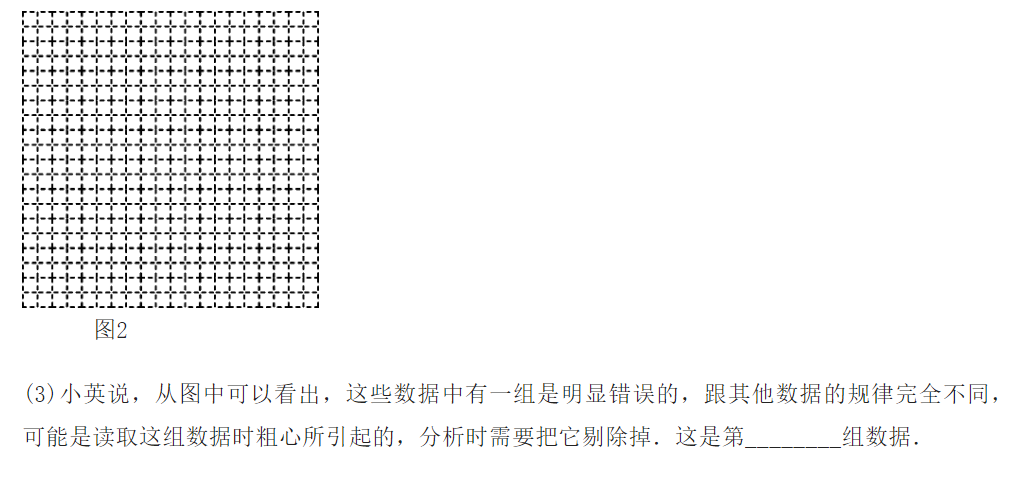 图2
(3)小英说，从图中可以看出，这些数据中有一组是明显错误的，跟其他数据的规律完全不同，
可能是读取这组数据时粗心所引起的，分析时需要把它剔除掉．这是第________组数据．